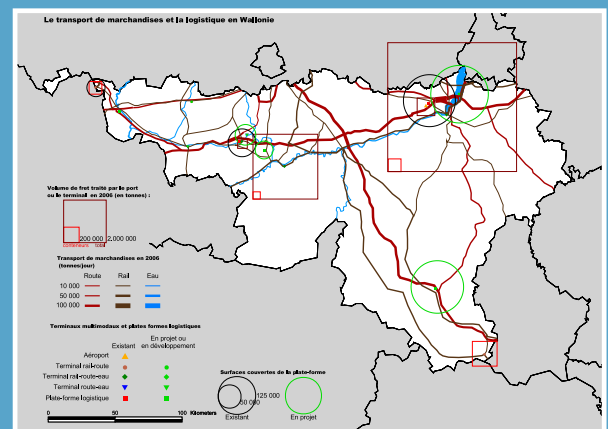 Le transport de marchandises et la logistique en Wallonie
Volume de fret traité par le port
ou le terminal en 2006 (en tonnes) :
200 000 2,000 000
conteneurs total
Transport de marchandises en 2006
(tonnes/jour)
Route Rail Eau
10 000
50 000
100 000
Terminaux multimodaux et plates formes logistiques
Existant En projet ou
en développement
Aéroport
Terminal rail-route
Terminal rail-route-eau
Terminal route-eau
Plate-forme logistique
0 50 100 Kilometers
Surfaces couvertes de la plate-forme
125 000
50 000
Existant En projet